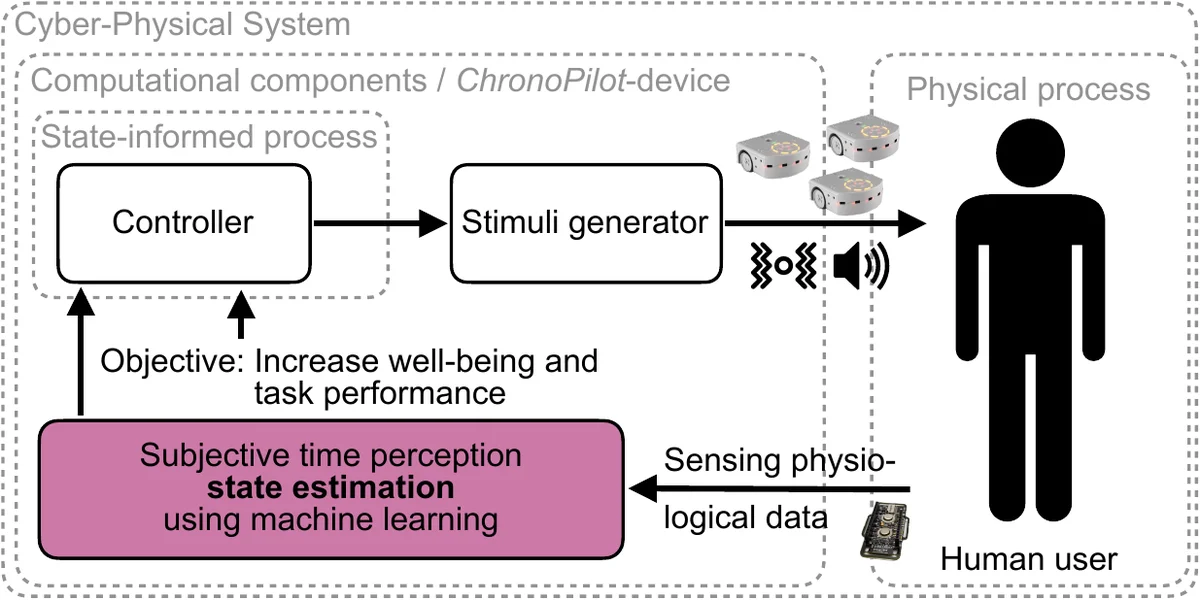 Cyber-Physical System
Computational components / ChronoPilot-device
Physical process
State-informed process
Controller
Stimuli generator
Objective: Increase well-being and
task performance
Subjective time perception
state estimation
using machine learning
Sensing physio-
logical data
Human user